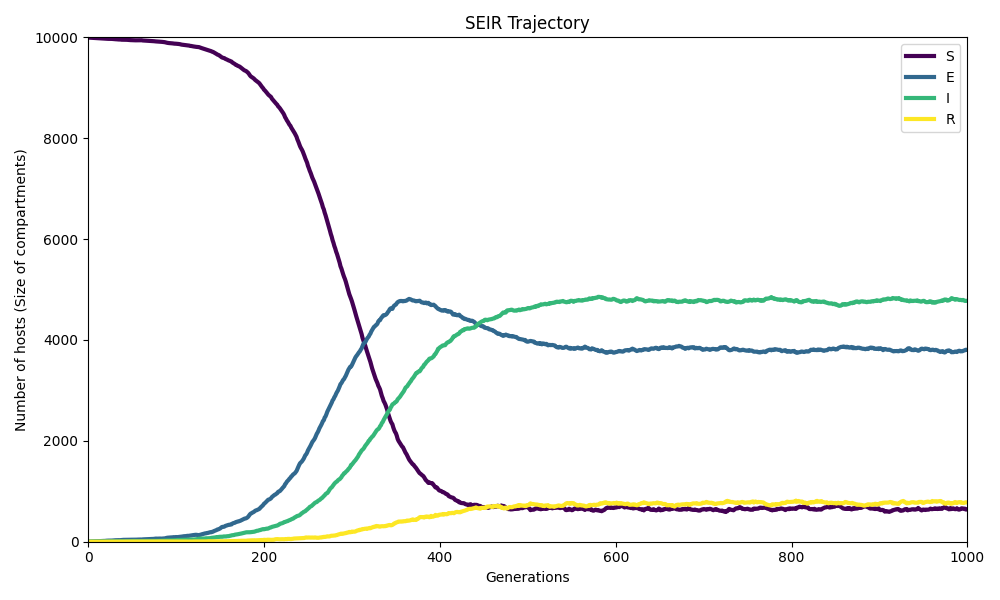 SEIR Trajectory
Number of hosts (Size of compartments)
10000
8000
6000
4000
2000
0
0 200 400 600 800 1000
Generations
S
E
I
R